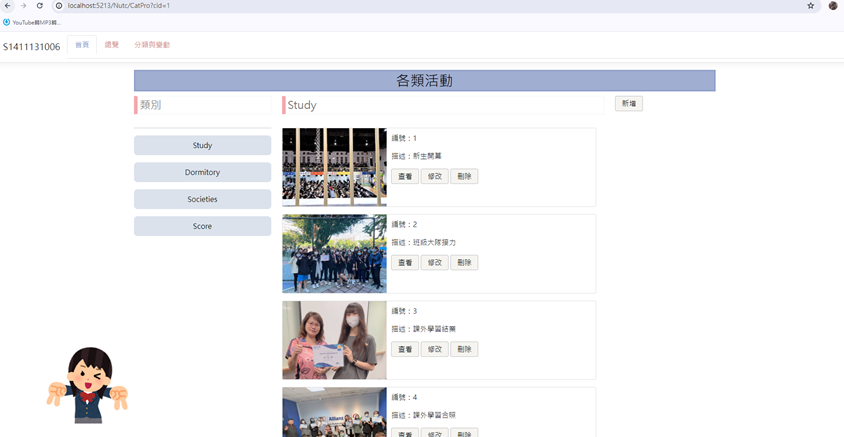 localhost:5213/Nutc/CatPro?cId=1
YouTube轉MP3轉...
S1411131006 首頁 總覽 分類與變動
各類活動
類別
Study
新增
Study
Dormitory
Societies
Score
編號：1
描述：新生開幕
查看 修改 刪除
編號：2
描述：班級大隊接力
查看 修改 刪除
編號：3
描述：課外學習結業
查看 修改 刪除
編號：4
描述：課外學習合照
查看 修改 刪除
Allianz